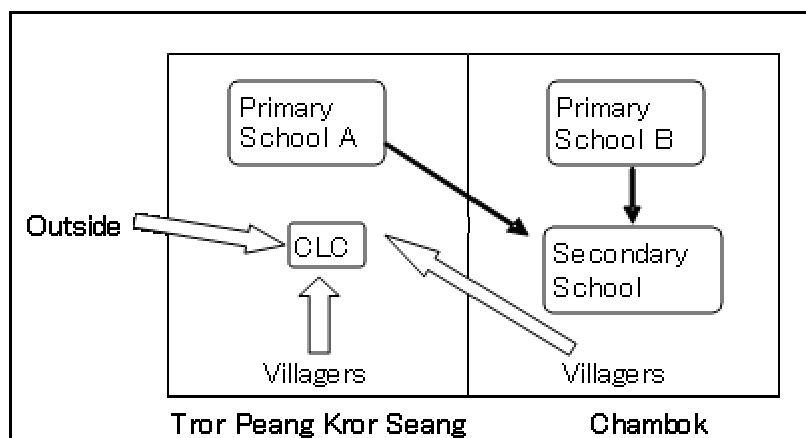 Primary
School A
Primary
School B
Outside
CLC
Secondary
School
Villagers
Villagers
Tror Peang Kror Seang
Chambok